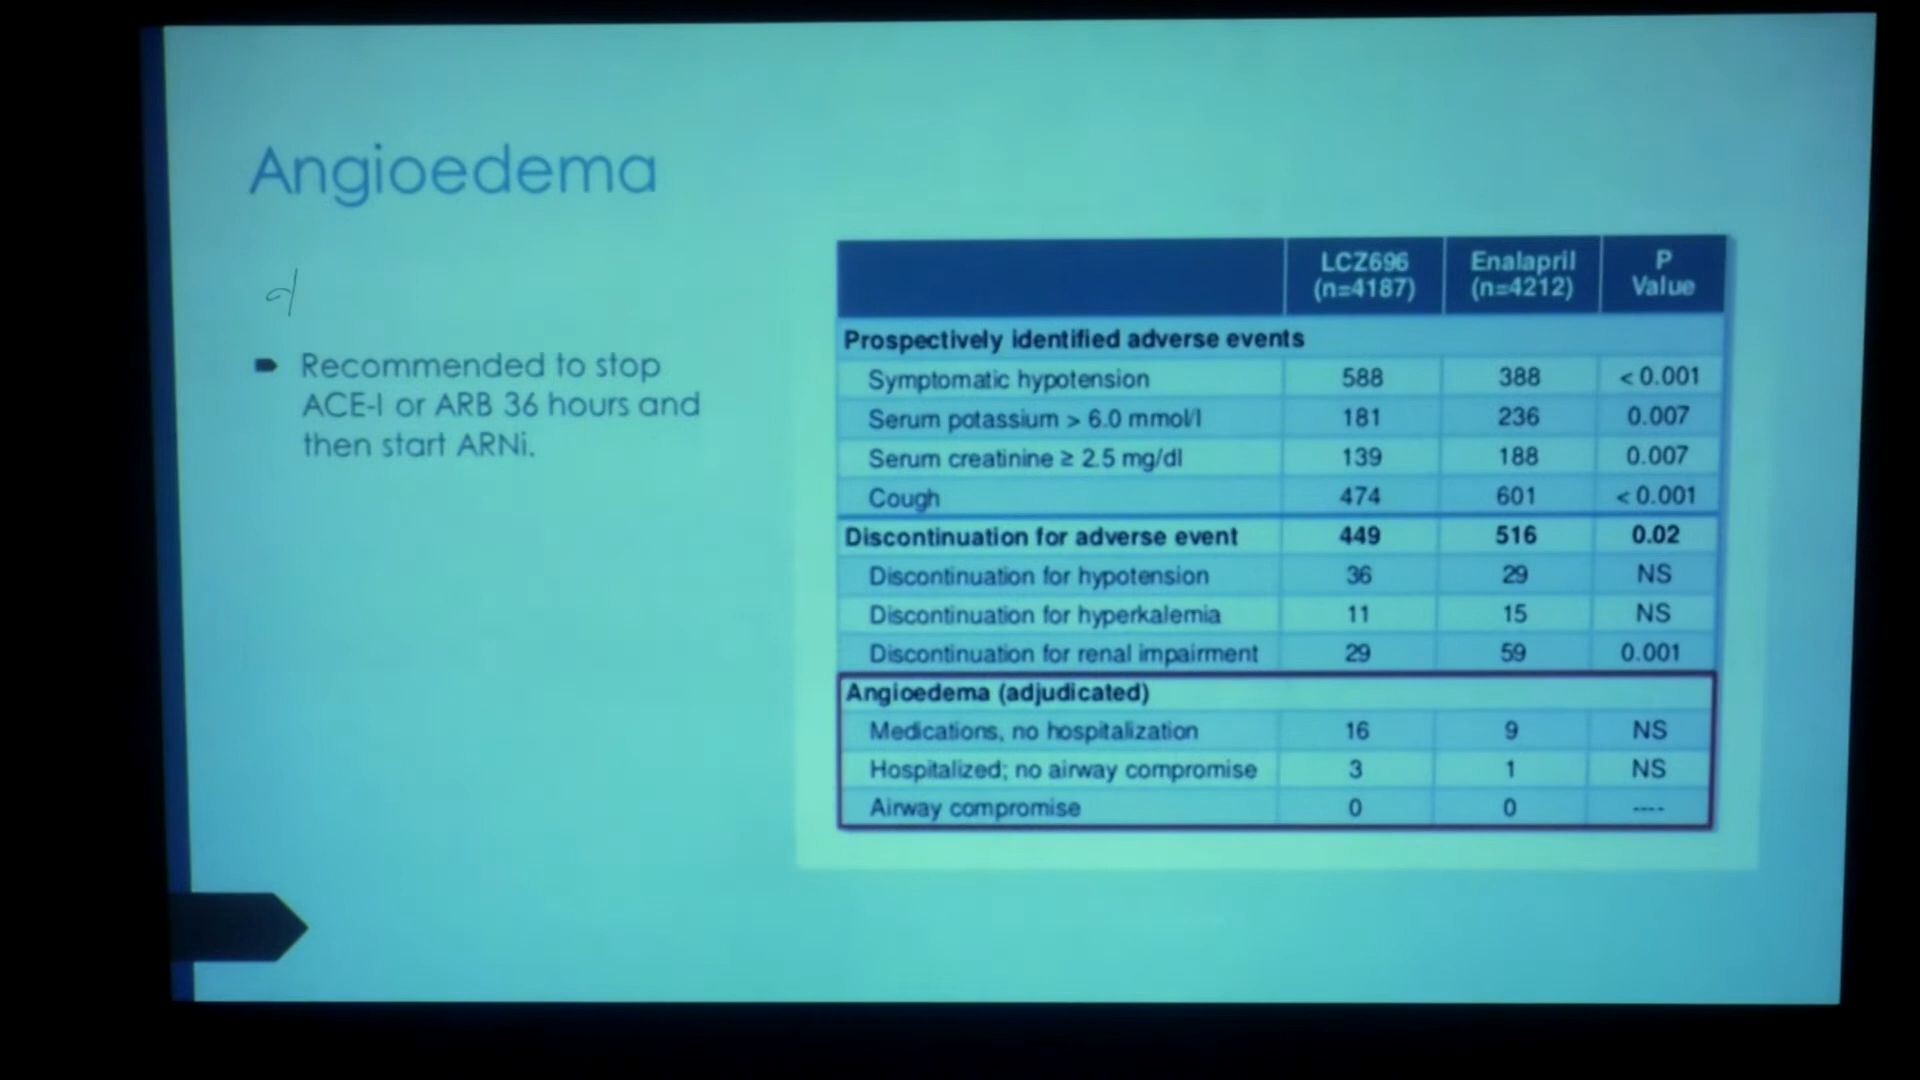 Angioedema
Recommended to stop
ACE-I or ARB 36 hours and
then start ARNi.
LCZ696 (n=4187) Enalapril (n=4212) P Value
Prospectively identified adverse events
Symptomatic hypotension 588 388 < 0.001
Serum potassium > 6.0 mmol/l 181 236 0.007
Serum creatinine ≥ 2.5 mg/dl 139 188 0.007
Cough 474 601 < 0.001
Discontinuation for adverse event 449 516 0.02
Discontinuation for hypotension 36 29 NS
Discontinuation for hyperkalemia 11 15 NS
Discontinuation for renal impairment 29 59 0.001
Angioedema (adjudicated)
Medications, no hospitalization 16 9 NS
Hospitalized; no airway compromise 3 1 NS
Airway compromise 0 0 ----